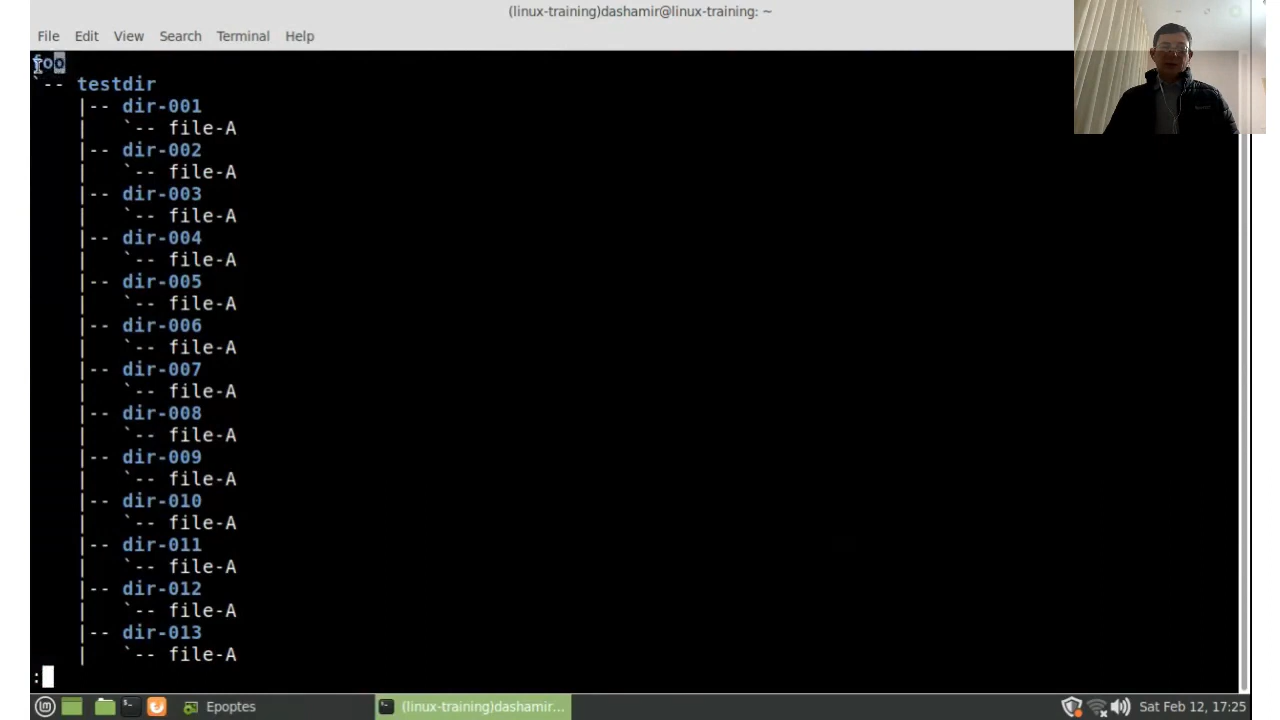 (linux-training)dashamir@linux-training: ~
File Edit View Search Terminal Help
foo
`-- testdir
    |-- dir-001
    |   `-- file-A
    |-- dir-002
    |   `-- file-A
    |-- dir-003
    |   `-- file-A
    |-- dir-004
    |   `-- file-A
    |-- dir-005
    |   `-- file-A
    |-- dir-006
    |   `-- file-A
    |-- dir-007
    |   `-- file-A
    |-- dir-008
    |   `-- file-A
    |-- dir-009
    |   `-- file-A
    |-- dir-010
    |   `-- file-A
    |-- dir-011
    |   `-- file-A
    |-- dir-012
    |   `-- file-A
    |-- dir-013
    |   `-- file-A
:
Epoptes (linux-training)dashamir... Sat Feb 12, 17:25